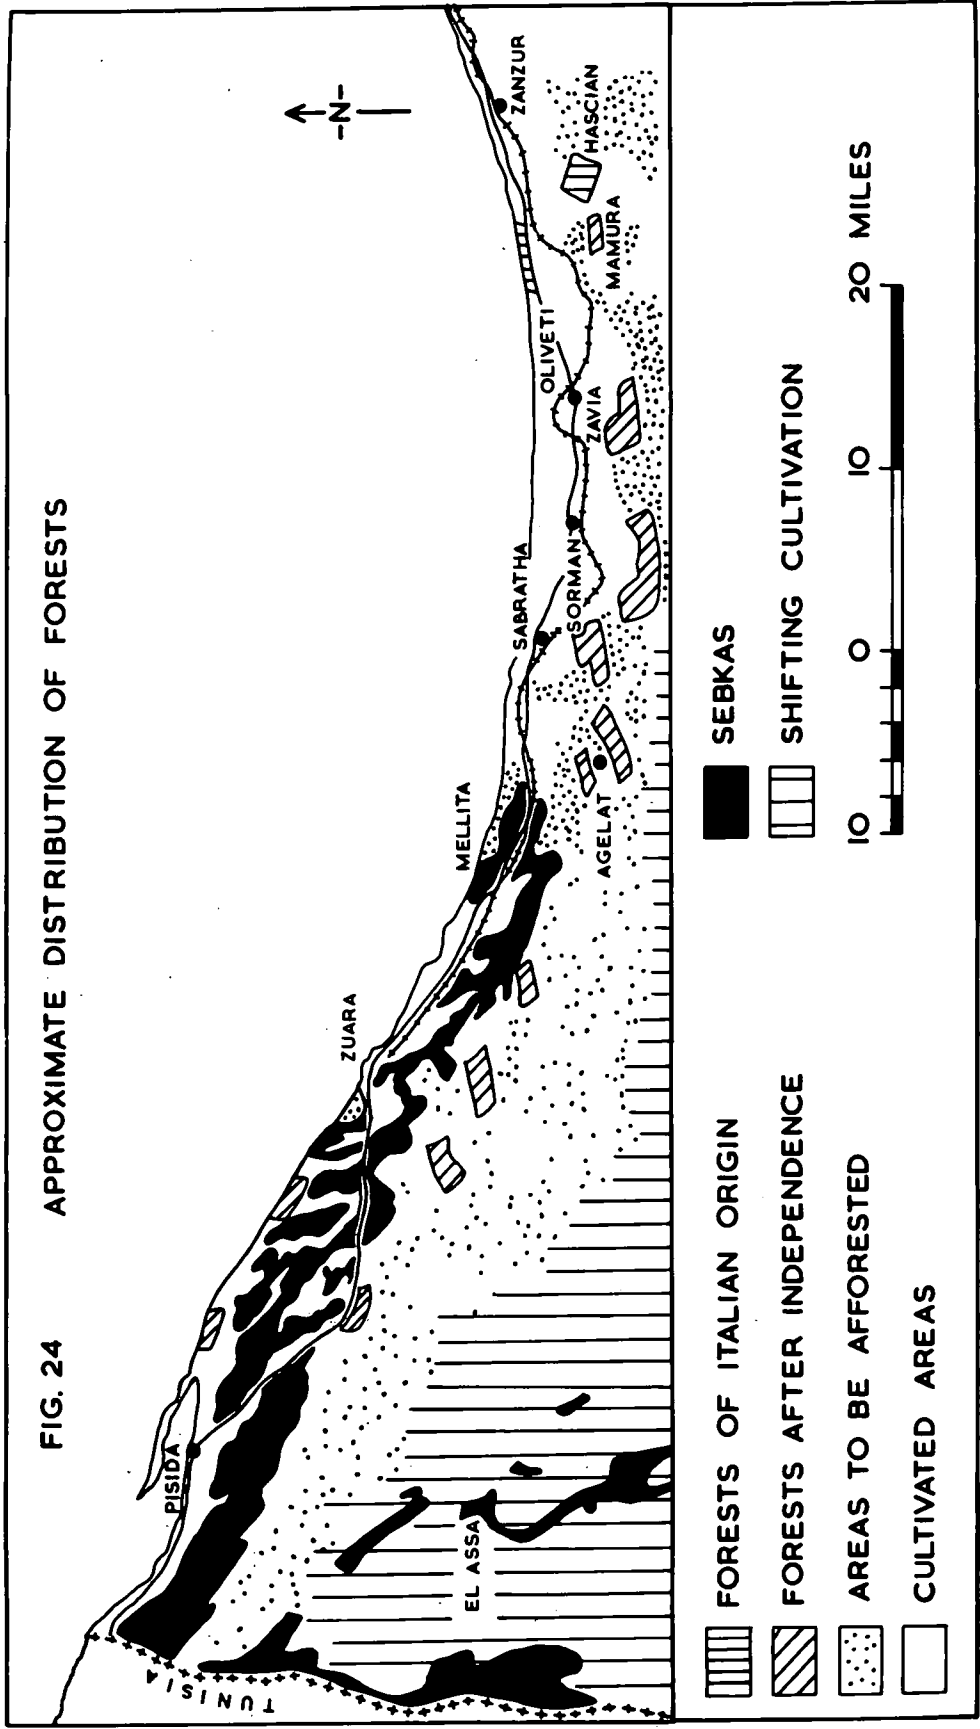 FIG. 24
APPROXIMATE DISTRIBUTION OF FORESTS
-N-
TUNISIA
PISIDA
EL ASSA
ZUARA
MELLITA
AGELAT
SABRATHA
SORMAN
ZAVIA
OLIVETI
MAMURA
HASCIAN
ZANZUR
FORESTS OF ITALIAN ORIGIN
FORESTS AFTER INDEPENDENCE
AREAS TO BE AFFORESTED
CULTIVATED AREAS
SEBKAS
SHIFTING CULTIVATION
10 0 10 20 MILES